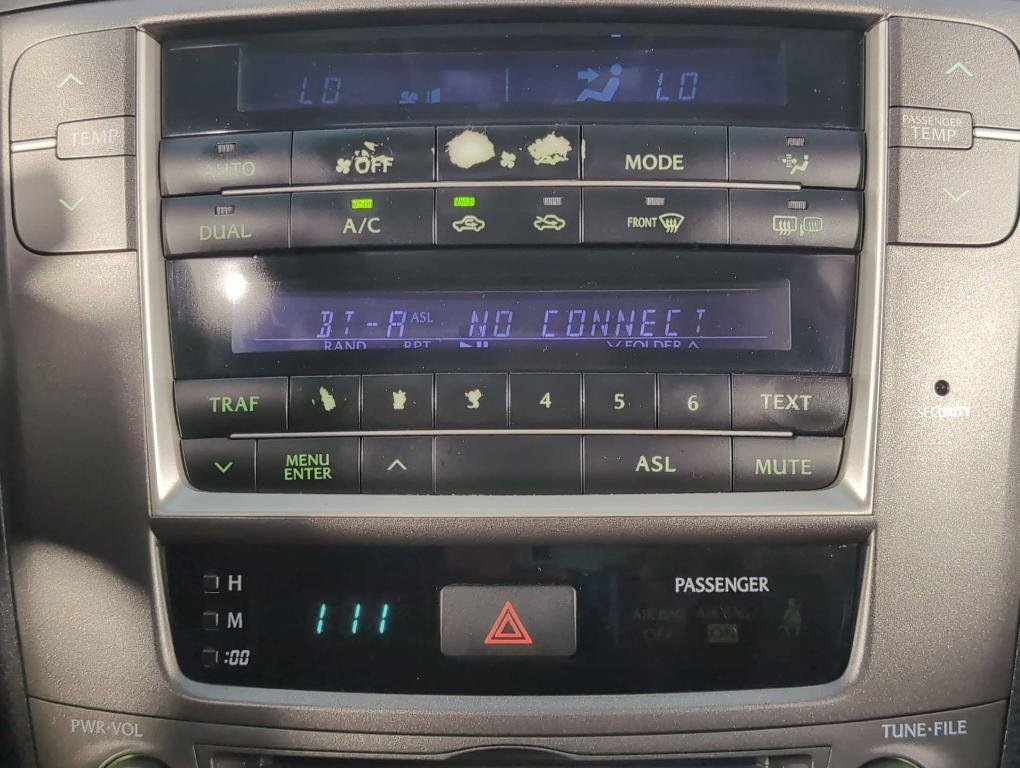 LO LO
TEMP
PASSENGER
TEMP
AUTO OFF MODE
DUAL A/C FRONT
BT-A ASL NO CONNECT
RAND RPT FOLDER
TRAF 4 5 6 TEXT
SECURITY
MENU
ENTER
ASL MUTE
H
M
:00
111
PASSENGER
AIR BAG AIR BAG
OFF ON
PWR·VOL TUNE·FILE